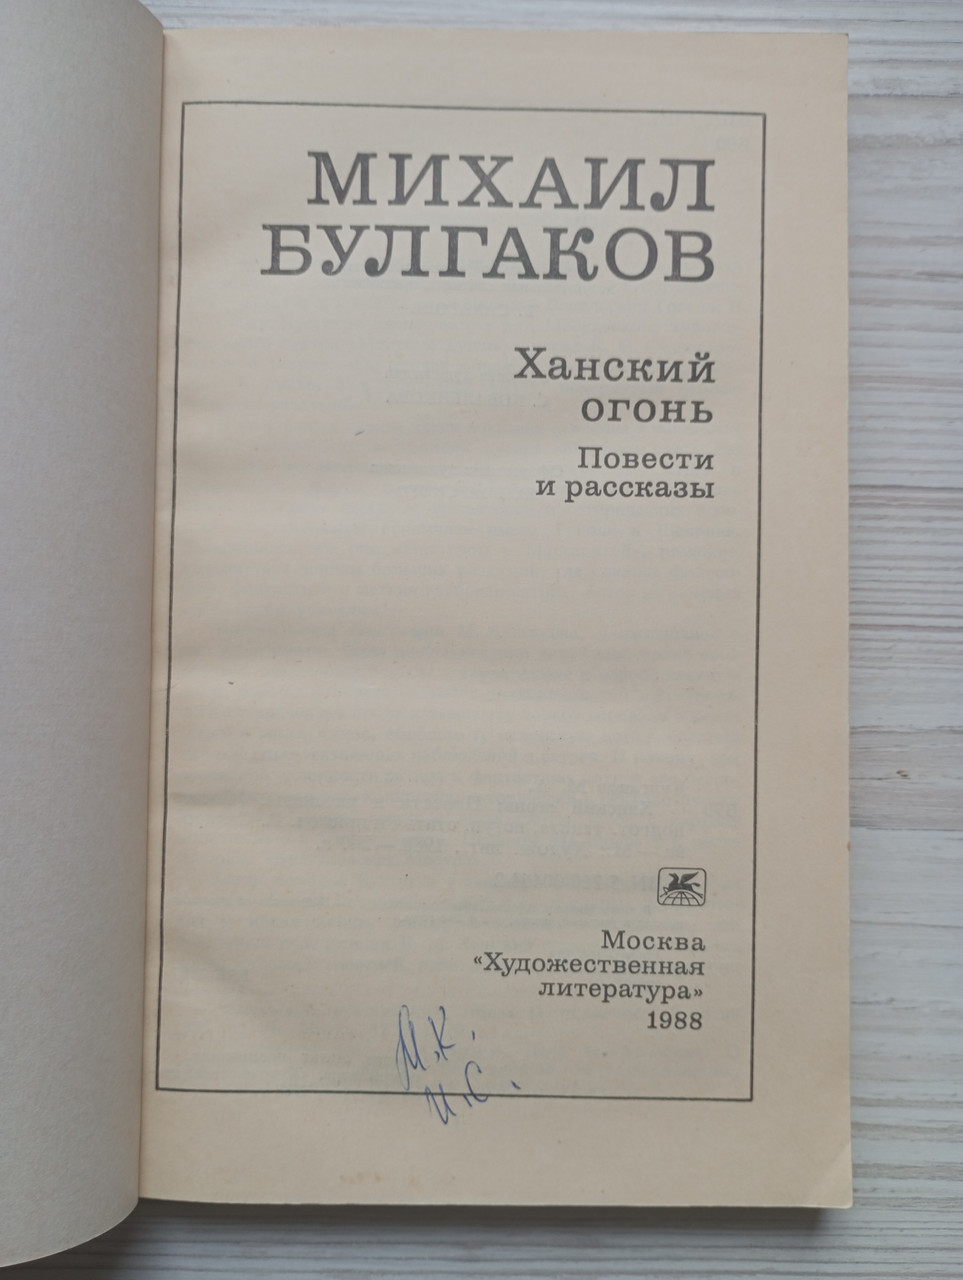 МИХАИЛ
БУЛГАКОВ
Ханский
огонь
Повести
и рассказы
Москва
«Художественная
литература»
1988
М.К.
И.С.